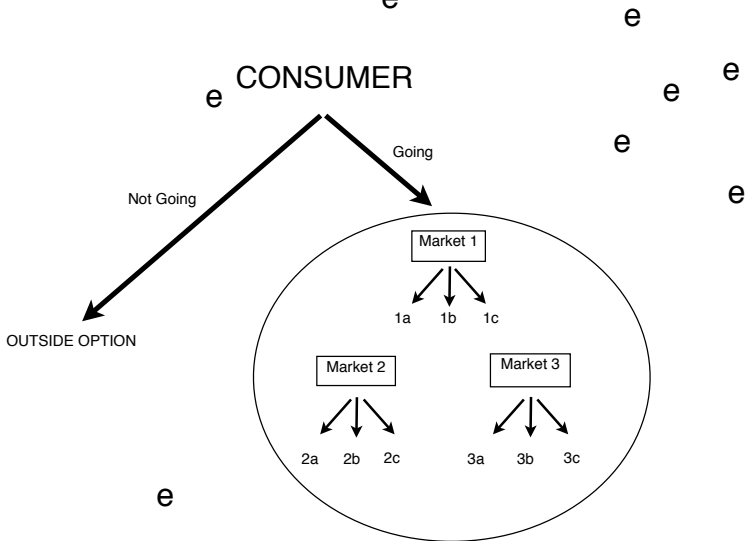 e
e
CONSUMER
e
e
e
e
Going
Not Going
e
Market 1
1a 1b 1c
OUTSIDE OPTION
Market 2 Market 3
2a 2b 2c 3a 3b 3c
e